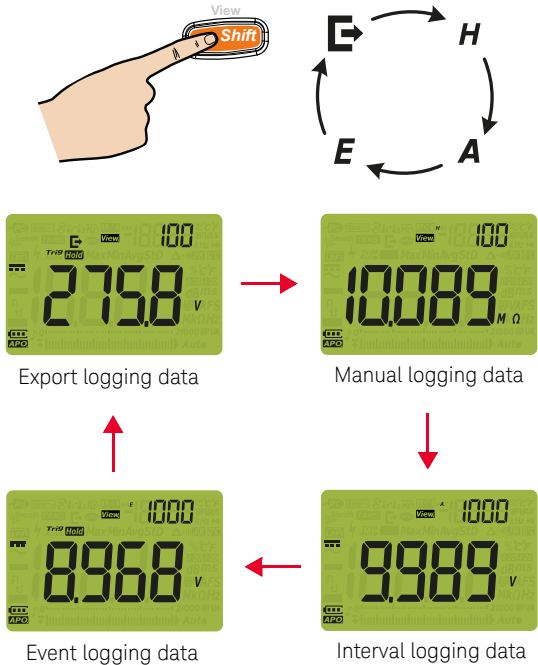 View
Shift
H
E
A
View 100
Trig Hold
275.8 V
APO
H View 100
10.089 MΩ
APO
Export logging data
Manual logging data
E View 1000
Trig Hold
8.968 V
APO
A View 1000
9.989 V
APO
Event logging data
Interval logging data